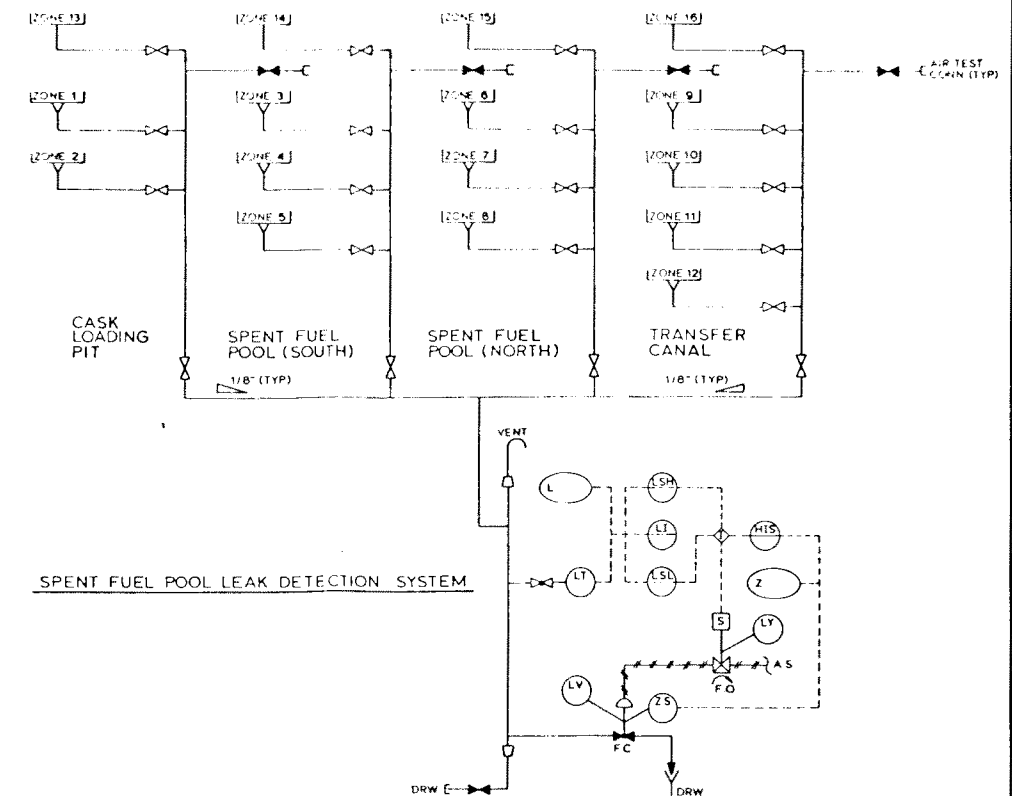 ZONE 13
ZONE 14
ZONE 15
ZONE 16
AIR TEST
CONN (TYP)
ZONE 1
ZONE 3
ZONE 6
ZONE 9
ZONE 2
ZONE 4
ZONE 7
ZONE 10
ZONE 5
ZONE 8
ZONE 11
ZONE 12
CASK
LOADING
PIT
SPENT FUEL
POOL (SOUTH)
SPENT FUEL
POOL (NORTH)
TRANSFER
CANAL
1/8" (TYP)
1/8" (TYP)
VENT
L
LSH
LI
I
HIS
SPENT FUEL POOL LEAK DETECTION SYSTEM
LT
LSL
Z
S
LY
A S
F O
LV
ZS
F C
DRW
DRW